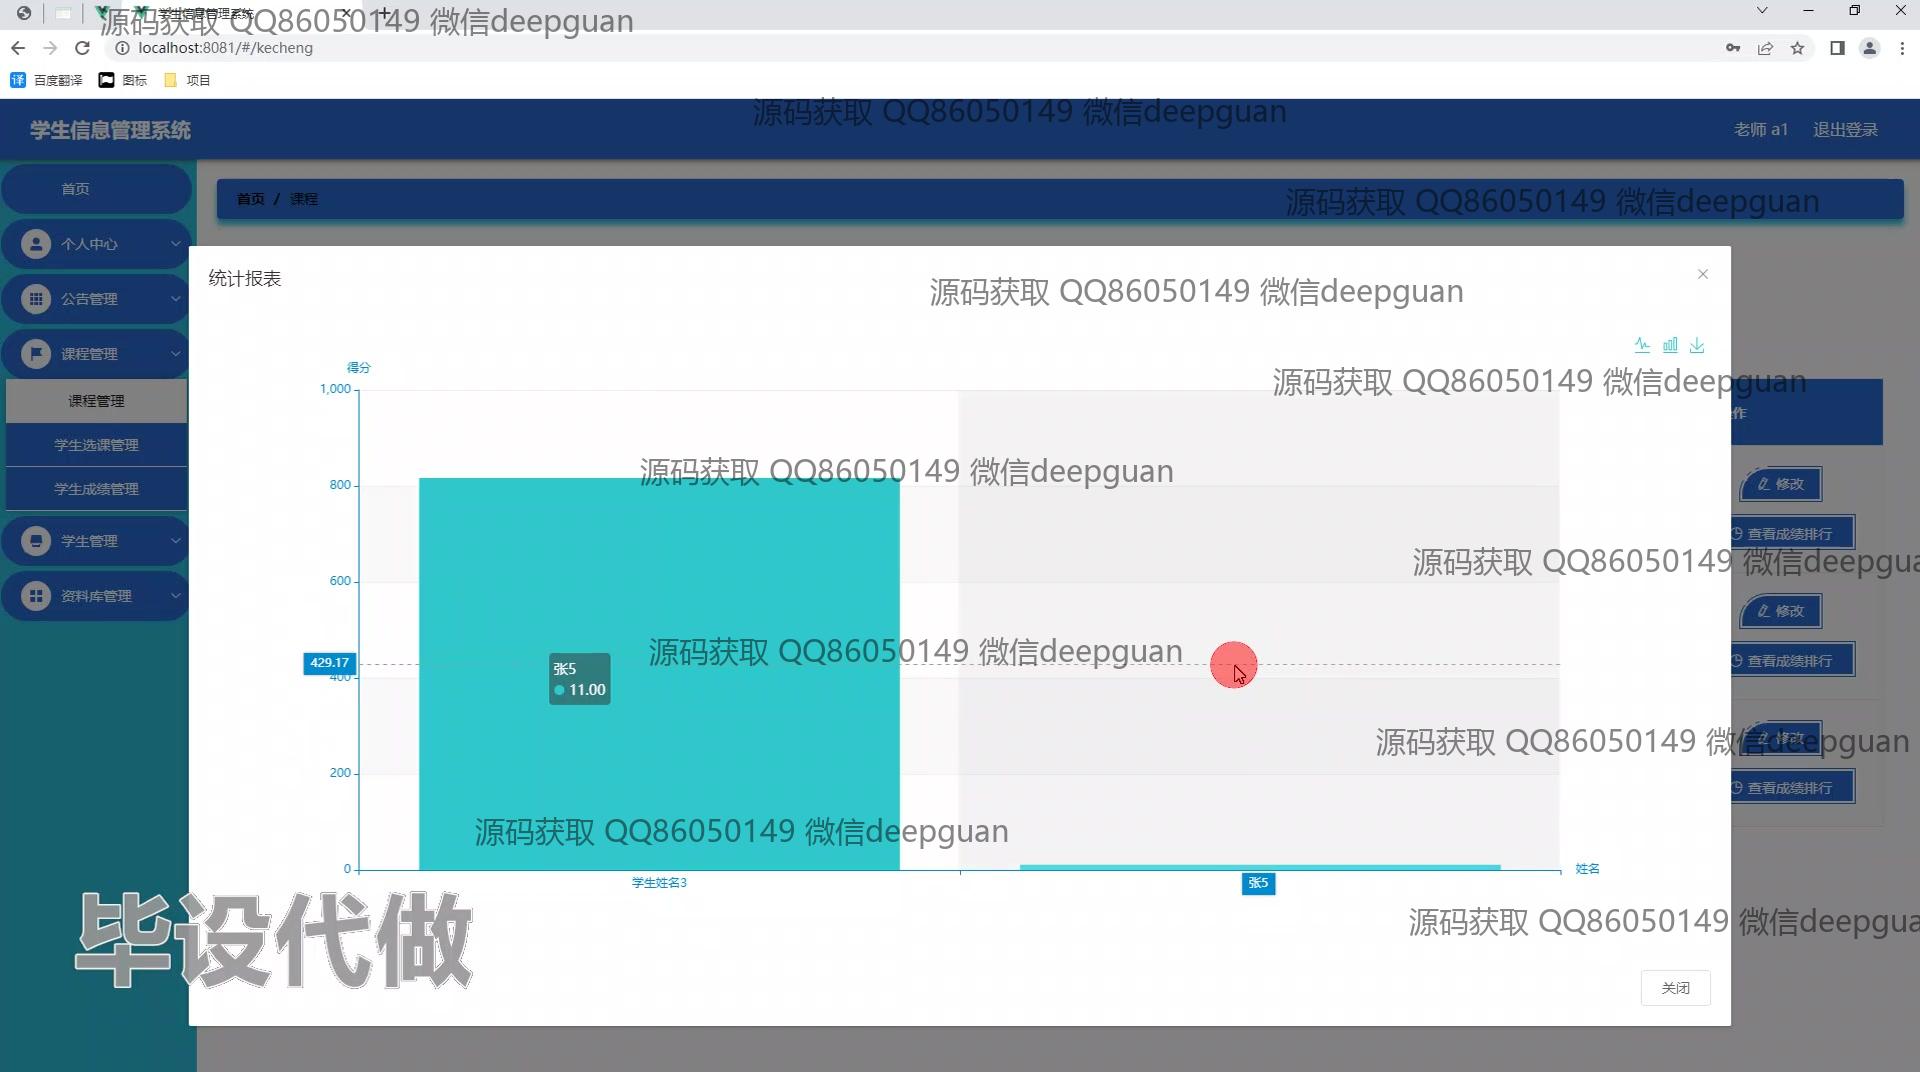 学生信息管理系统
源码获取 QQ86050149 微信deepguan
localhost:8081/#/kecheng
百度翻译 图标 项目
源码获取 QQ86050149 微信deepguan
学生信息管理系统
老师 a1 退出登录
首页
首页 / 课程
源码获取 QQ86050149 微信deepguan
个人中心
统计报表
源码获取 QQ86050149 微信deepguan
公告管理
课程管理
得分
源码获取 QQ86050149 微信deepguan
1,000
课程管理
作
学生选课管理
源码获取 QQ86050149 微信deepguan
800
修改
学生成绩管理
查看成绩排行
学生管理
源码获取 QQ86050149 微信deepgua
600
资料库管理
修改
源码获取 QQ86050149 微信deepguan
429.17
张5
11.00
400
查看成绩排行
源码获取 QQ86050149 微信deepguan
修改
200
查看成绩排行
源码获取 QQ86050149 微信deepguan
0
姓名
学生姓名3
张5
源码获取 QQ86050149 微信deepgua
毕设代做
关闭